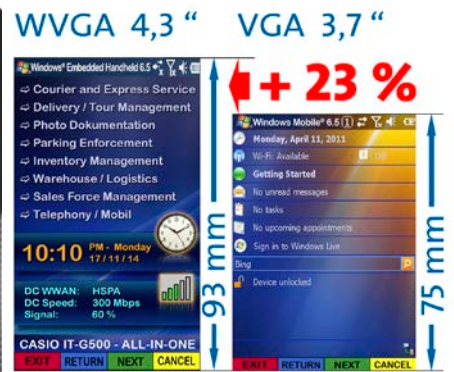 WVGA 4,3 “ VGA 3,7 “
+ 23 %
Windows® Embedded Handheld 6.5
⇨ Courier and Express Service
⇨ Delivery / Tour Management
⇨ Photo Dokumentation
⇨ Parking Enforcement
⇨ Inventory Management
⇨ Warehouse / Logistics
⇨ Sales Force Management
⇨ Telephony / Mobil
10:10 PM - Monday
17/11/14
DC WWAN: HSPA
DC Speed: 300 Mbps
Signal: 60 %
CASIO IT-G500 - ALL-IN-ONE
EXIT RETURN NEXT CANCEL
93 mm
Windows Mobile® 6.5
Monday, April 11, 2011
Wi-Fi: Available Off
Getting Started
No unread messages
No tasks
No upcoming appointments
Sign in to Windows Live
Bing
Device unlocked
EXIT RETURN NEXT CANCEL
75 mm